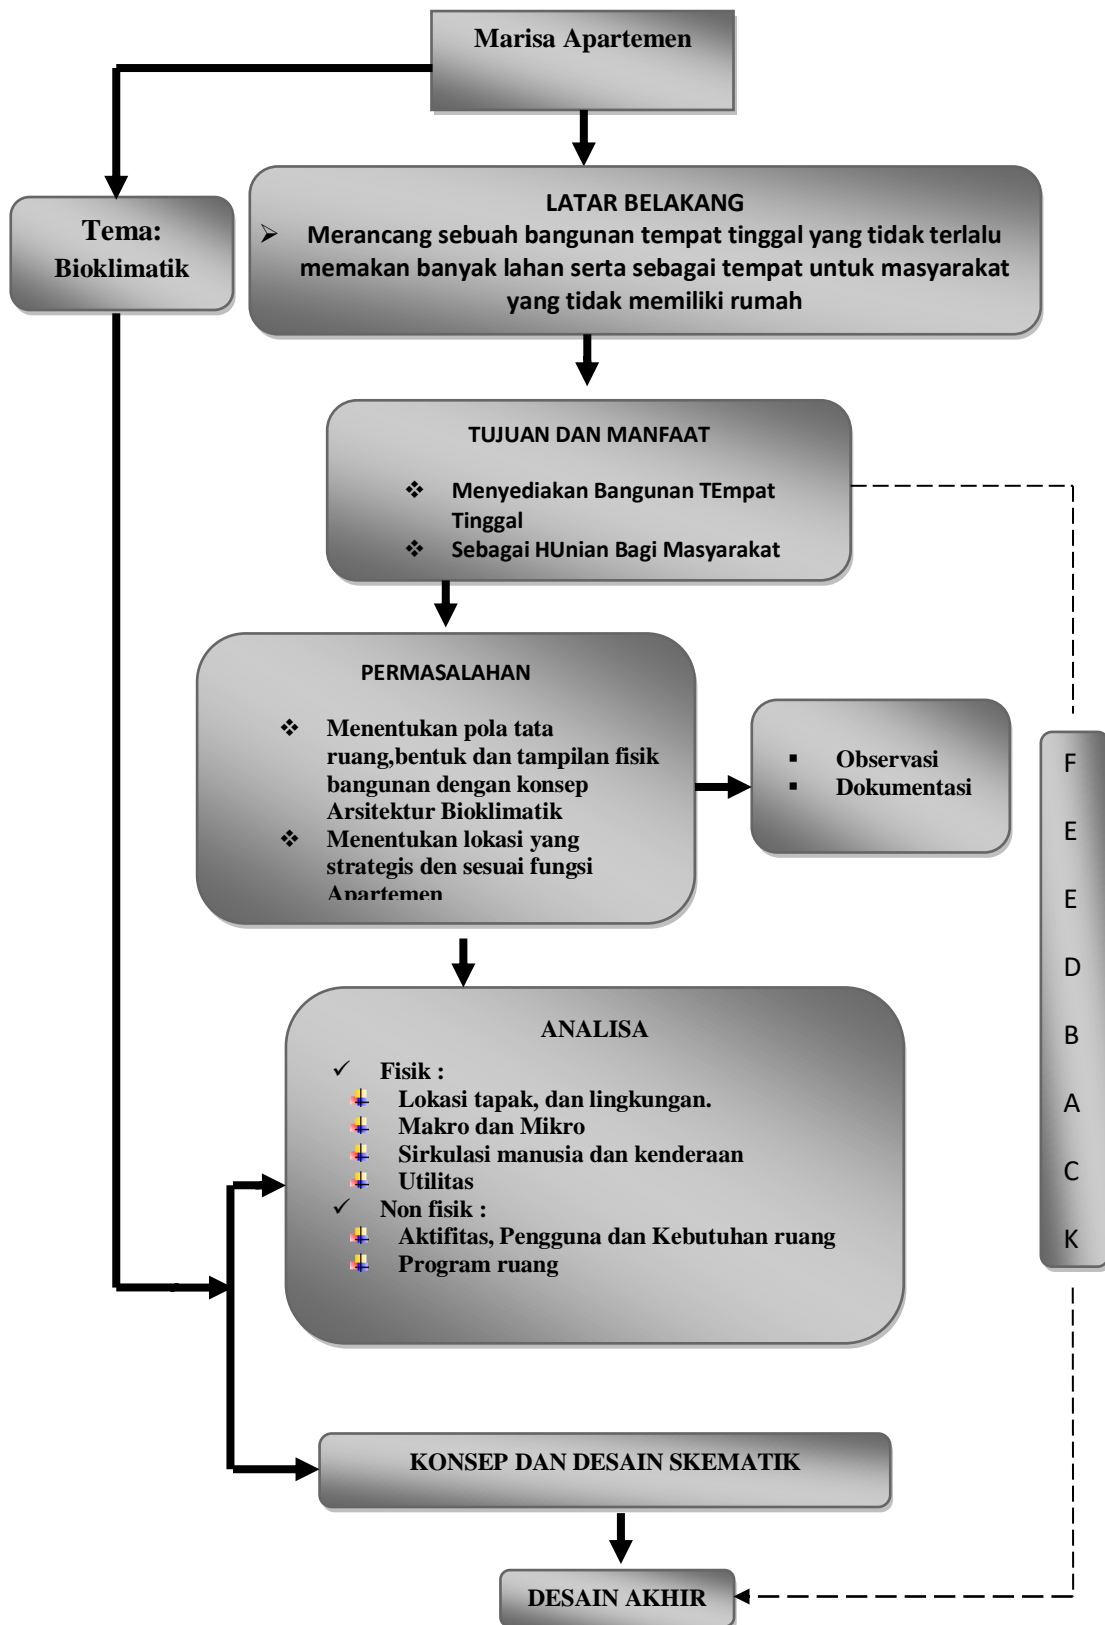 Marisa Apartemen
Tema:
Bioklimatik
LATAR BELAKANG
➢ Merancang sebuah bangunan tempat tinggal yang tidak terlalu
memakan banyak lahan serta sebagai tempat untuk masyarakat
yang tidak memiliki rumah
TUJUAN DAN MANFAAT
❖ Menyediakan Bangunan TEmpat
Tinggal
❖ Sebagai HUnian Bagi Masyarakat
PERMASALAHAN
❖ Menentukan pola tata
ruang,bentuk dan tampilan fisik
bangunan dengan konsep
Arsitektur Bioklimatik
❖ Menentukan lokasi yang
strategis den sesuai fungsi
Apartemen
▪ Observasi
▪ Dokumentasi
F
E
E
D
B
A
C
K
ANALISA
✓ Fisik :
Lokasi tapak, dan lingkungan.
Makro dan Mikro
Sirkulasi manusia dan kenderaan
Utilitas
✓ Non fisik :
Aktifitas, Pengguna dan Kebutuhan ruang
Program ruang
KONSEP DAN DESAIN SKEMATIK
DESAIN AKHIR